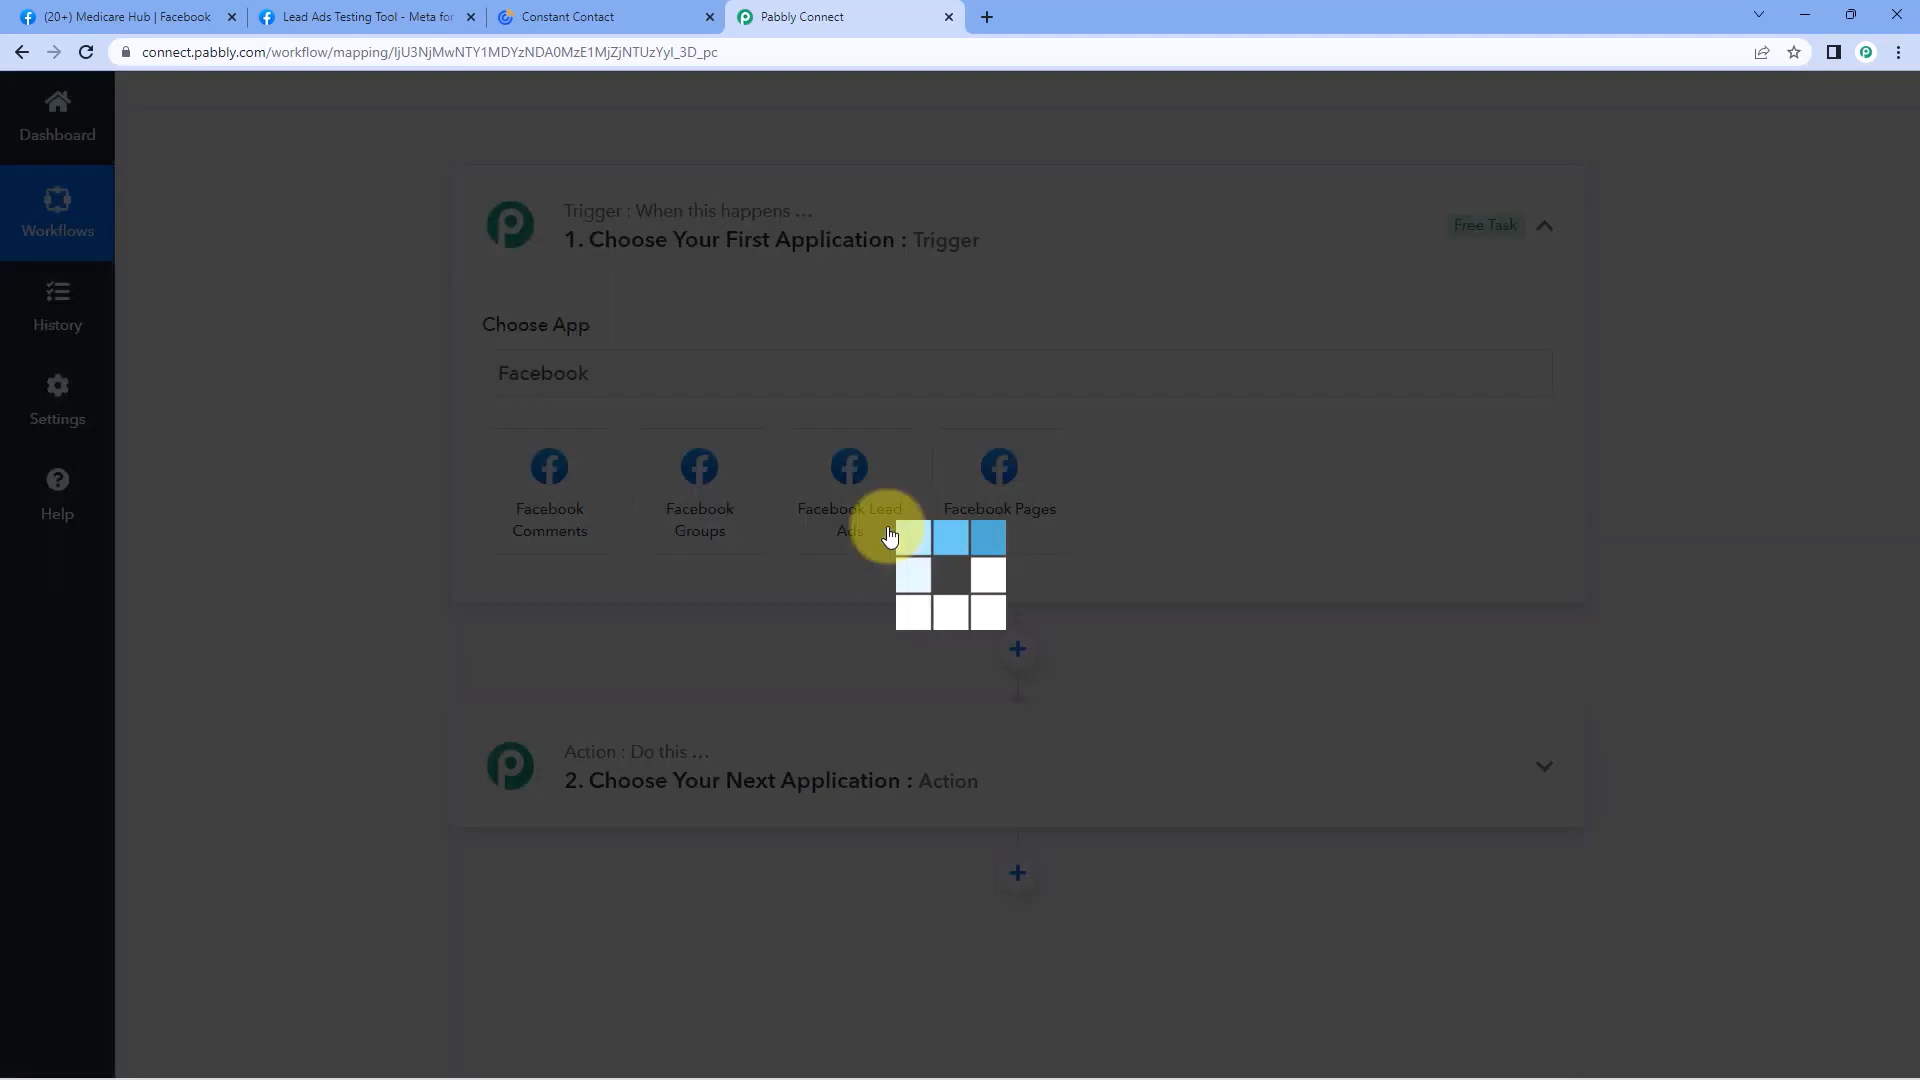 (20+) Medicare Hub | Facebook
Lead Ads Testing Tool - Meta for
Constant Contact
Pabbly Connect
connect.pabbly.com/workflow/mapping/IjU3NjMwNTY1MDYzNDA0MzE1MjZjNTUzYyI_3D_pc
Dashboard
Workflows
History
Settings
Help
Trigger : When this happens ...
1. Choose Your First Application : Trigger
Free Task
Choose App
Facebook
Facebook Comments
Facebook Groups
Facebook Lead Ads
Facebook Pages
Action : Do this ...
2. Choose Your Next Application : Action